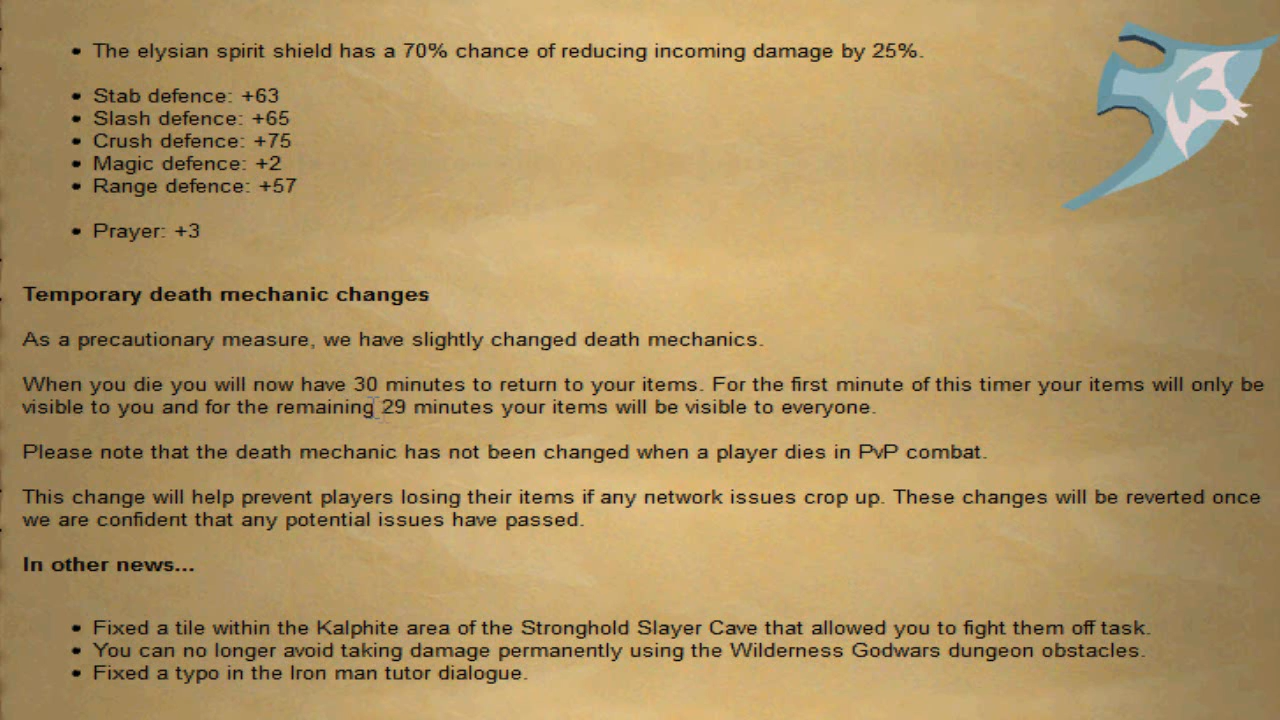 • The elysian spirit shield has a 70% chance of reducing incoming damage by 25%.
• Stab defence: +63
• Slash defence: +65
• Crush defence: +75
• Magic defence: +2
• Range defence: +57
• Prayer: +3
Temporary death mechanic changes
As a precautionary measure, we have slightly changed death mechanics.
When you die you will now have 30 minutes to return to your items. For the first minute of this timer your items will only be
visible to you and for the remaining 29 minutes your items will be visible to everyone.
Please note that the death mechanic has not been changed when a player dies in PvP combat.
This change will help prevent players losing their items if any network issues crop up. These changes will be reverted once
we are confident that any potential issues have passed.
In other news...
• Fixed a tile within the Kalphite area of the Stronghold Slayer Cave that allowed you to fight them off task.
• You can no longer avoid taking damage permanently using the Wilderness Godwars dungeon obstacles.
• Fixed a typo in the Iron man tutor dialogue.